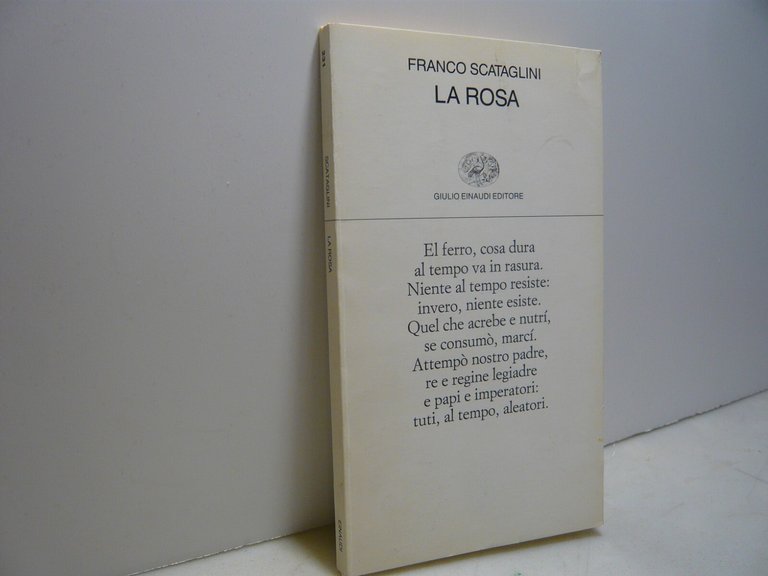 FRANCO SCATAGLINI
LA ROSA
GIULIO EINAUDI EDITORE
El ferro, cosa dura
al tempo va in rasura.
Niente al tempo resiste:
invero, niente esiste.
Quel che acrebe e nutrí,
se consumò, marcí.
Attempò nostro padre,
re e regine legiadre
e papi e imperatori:
tuti, al tempo, aleatori.
231
SCATAGLINI
LA ROSA
EINAUDI